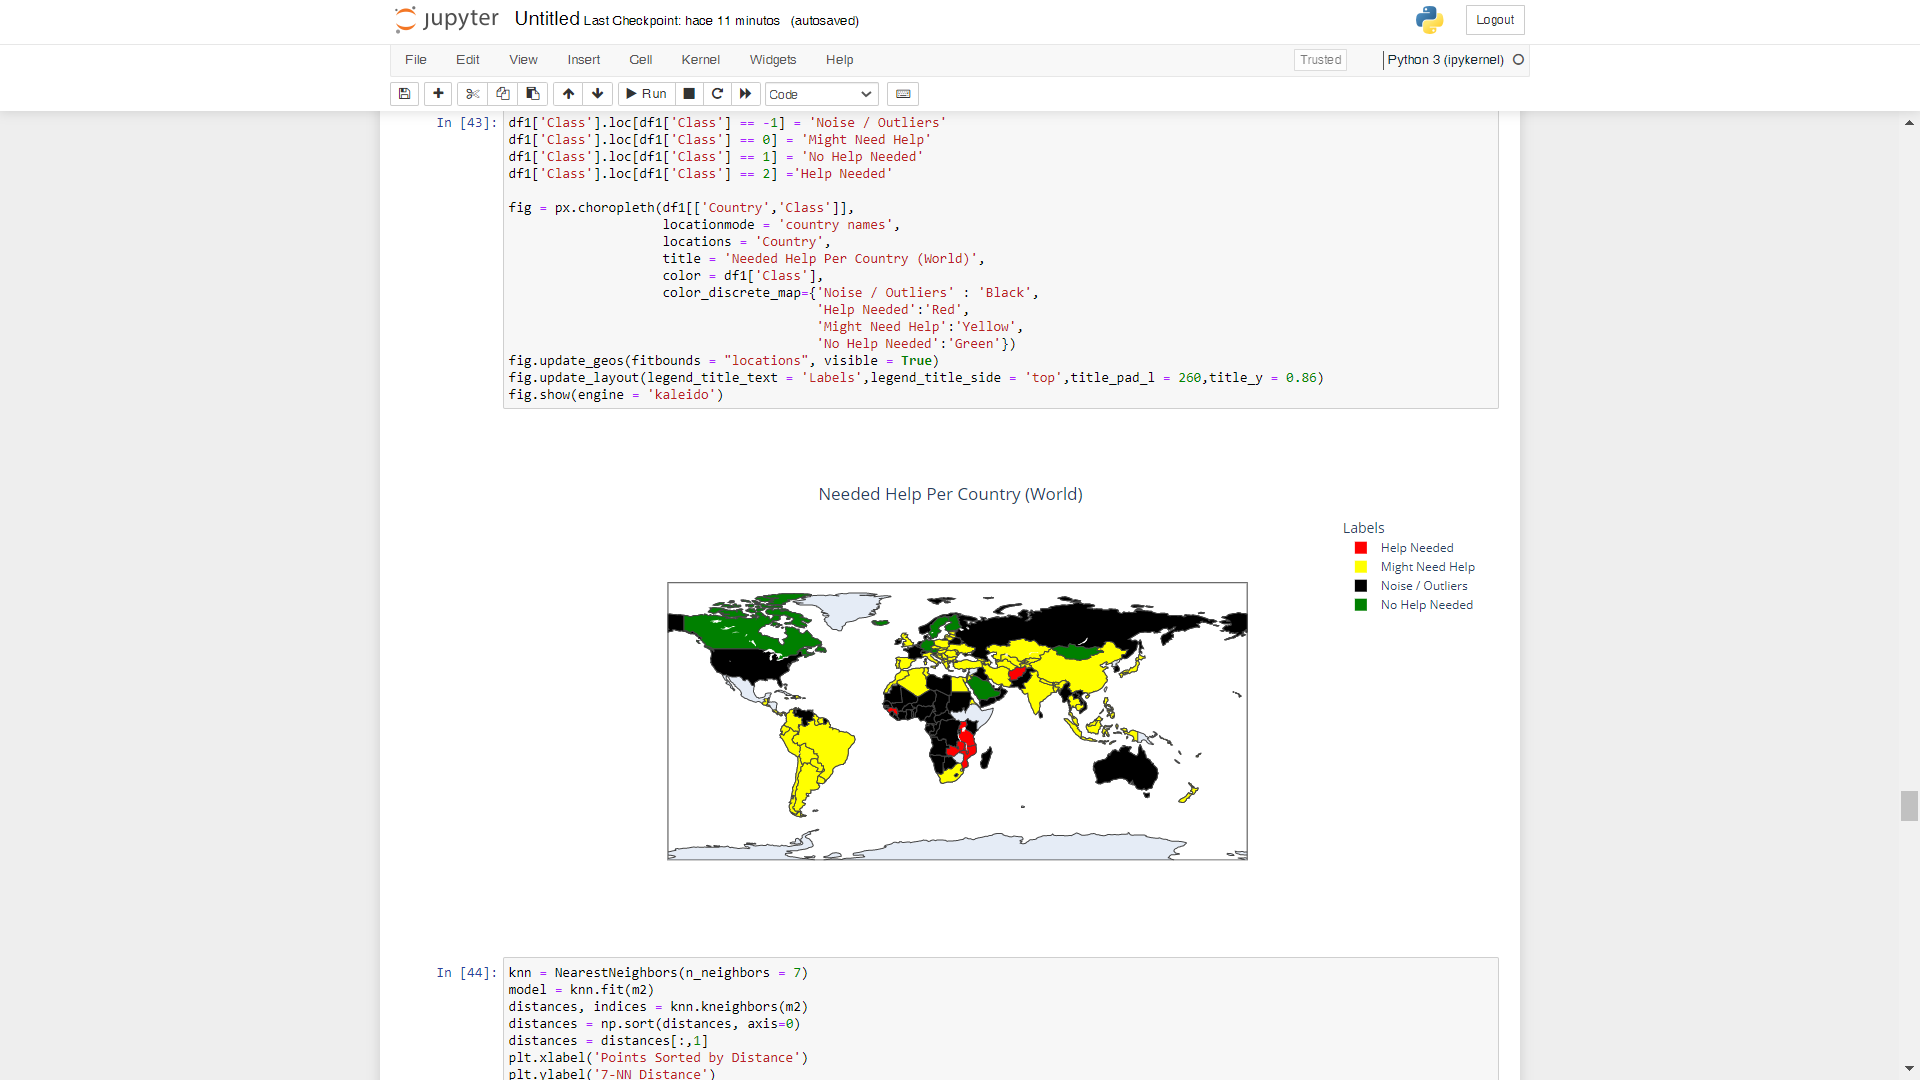 jupyter Untitled Last Checkpoint: hace 11 minutos (autosaved) Logout
File Edit View Insert Cell Kernel Widgets Help Trusted Python 3 (ipykernel)
Run Code
In [43]: df1['Class'].loc[df1['Class'] == -1] = 'Noise / Outliers'
df1['Class'].loc[df1['Class'] == 0] = 'Might Need Help'
df1['Class'].loc[df1['Class'] == 1] = 'No Help Needed'
df1['Class'].loc[df1['Class'] == 2] ='Help Needed'
fig = px.choropleth(df1[['Country','Class']],
locationmode = 'country names',
locations = 'Country',
title = 'Needed Help Per Country (World)',
color = df1['Class'],
color_discrete_map={'Noise / Outliers' : 'Black',
'Help Needed':'Red',
'Might Need Help':'Yellow',
'No Help Needed':'Green'})
fig.update_geos(fitbounds = "locations", visible = True)
fig.update_layout(legend_title_text = 'Labels',legend_title_side = 'top',title_pad_l = 260,title_y = 0.86)
fig.show(engine = 'kaleido')
Needed Help Per Country (World)
Labels
Help Needed
Might Need Help
Noise / Outliers
No Help Needed
In [44]: knn = NearestNeighbors(n_neighbors = 7)
model = knn.fit(m2)
distances, indices = knn.kneighbors(m2)
distances = np.sort(distances, axis=0)
distances = distances[:,1]
plt.xlabel('Points Sorted by Distance')
plt.ylabel('7-NN Distance')